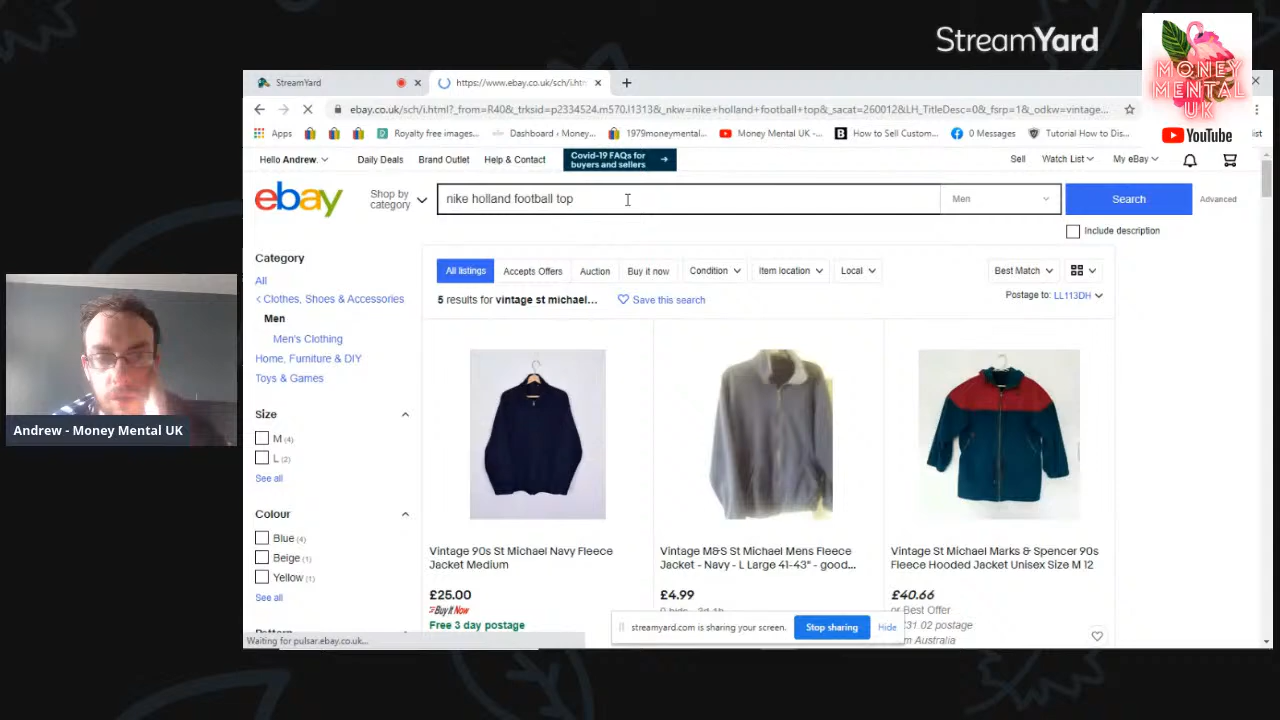 StreamYard
MONEY
MENTAL
UK
YouTube
StreamYard
https://www.ebay.co.uk/sch/i.htm
ebay.co.uk/sch/i.html?_from=R40&_trksid=p2334524.m570.l1313&_nkw=nike+holland+football+top&_sacat=260012&LH_TitleDesc=0&_fsrp=1&_odkw=vintage...
Apps
Royalty free images...
Dashboard ‹ Money...
1979moneymental...
Money Mental UK -...
How to Sell Custom...
0 Messages
Tutorial How to Dis...
Hello Andrew.
Daily Deals
Brand Outlet
Help & Contact
Covid-19 FAQs for
buyers and sellers
Sell
Watch List
My eBay
ebay
Shop by
category
nike holland football top
Men
Search
Advanced
Include description
Category
All
Clothes, Shoes & Accessories
Men
Men's Clothing
Home, Furniture & DIY
Toys & Games
Size
M (4)
L (2)
See all
Colour
Blue (4)
Beige (1)
Yellow (1)
See all
All listings
Accepts Offers
Auction
Buy it now
Condition
Item location
Local
Best Match
5 results for vintage st michael...
Save this search
Postage to: LL113DH
Vintage 90s St Michael Navy Fleece
Jacket Medium
£25.00
Buy It Now
Free 3 day postage
Vintage M&S St Michael Mens Fleece
Jacket - Navy - L Large 41-43" - good...
£4.99
Vintage St Michael Marks & Spencer 90s
Fleece Hooded Jacket Unisex Size M 12
£40.66
or Best Offer
£31.02 postage
Australia
streamyard.com is sharing your screen.
Stop sharing
Hide
Waiting for pulsar.ebay.co.uk...
Andrew - Money Mental UK